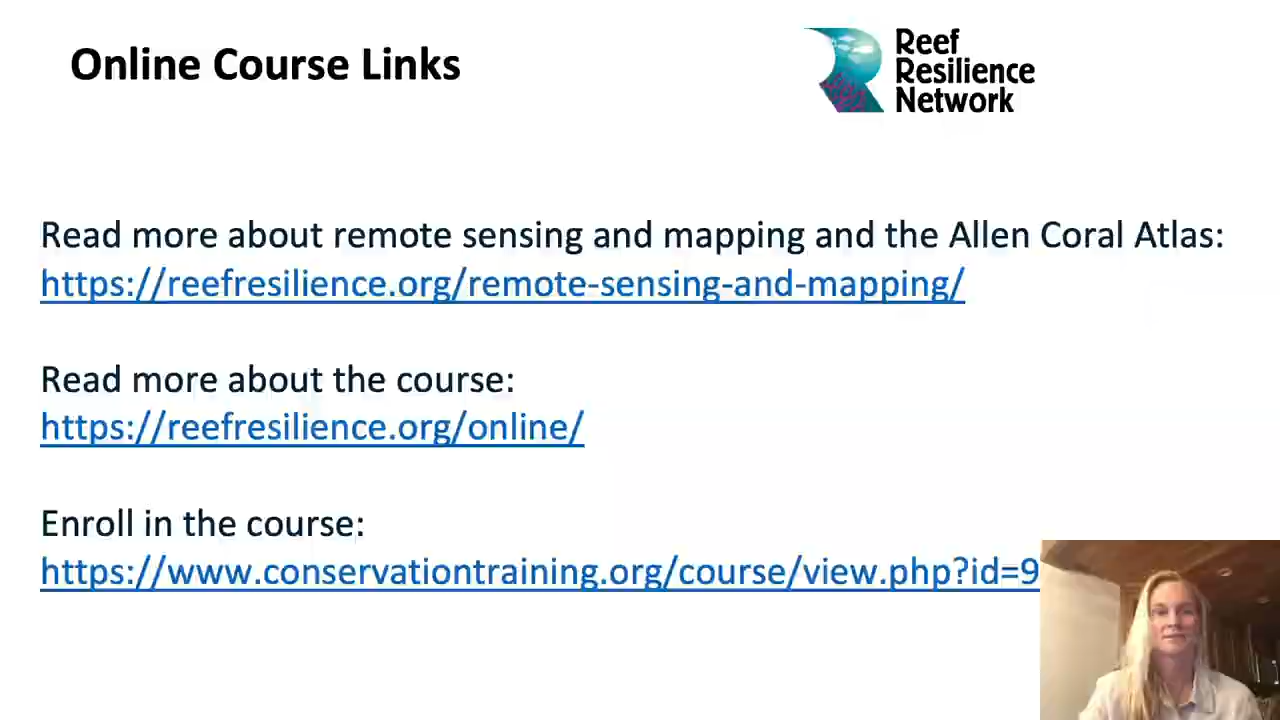 Online Course Links
Reef
Resilience
Network
Read more about remote sensing and mapping and the Allen Coral Atlas:
https://reefresilience.org/remote-sensing-and-mapping/
Read more about the course:
https://reefresilience.org/online/
Enroll in the course:
https://www.conservationtraining.org/course/view.php?id=9